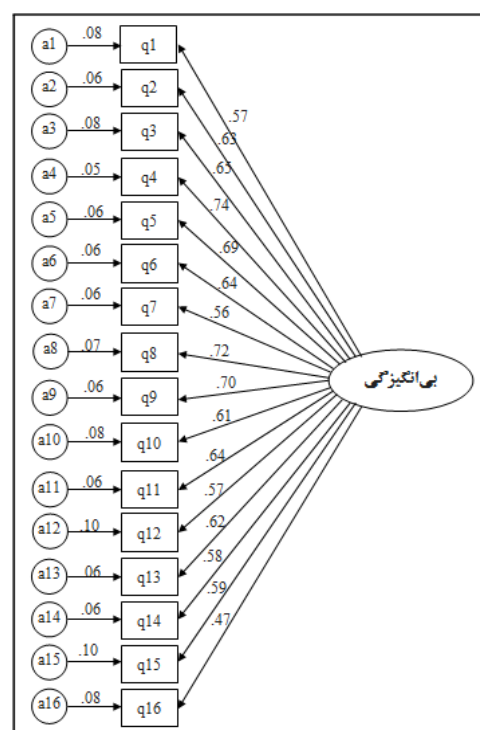 a1 .08 q1
.57
a2 .06 q2
.63
a3 .08 q3
.65
a4 .05 q4
.74
a5 .06 q5
.69
a6 .06 q6
.64
a7 .06 q7
.56
a8 .07 q8
.72
بی‌انگیزگی
a9 .06 q9
.70
a10 .08 q10
.61
a11 .06 q11
.64
a12 .10 q12
.57
a13 .06 q13
.62
a14 .06 q14
.58
a15 .10 q15
.59
a16 .08 q16
.47